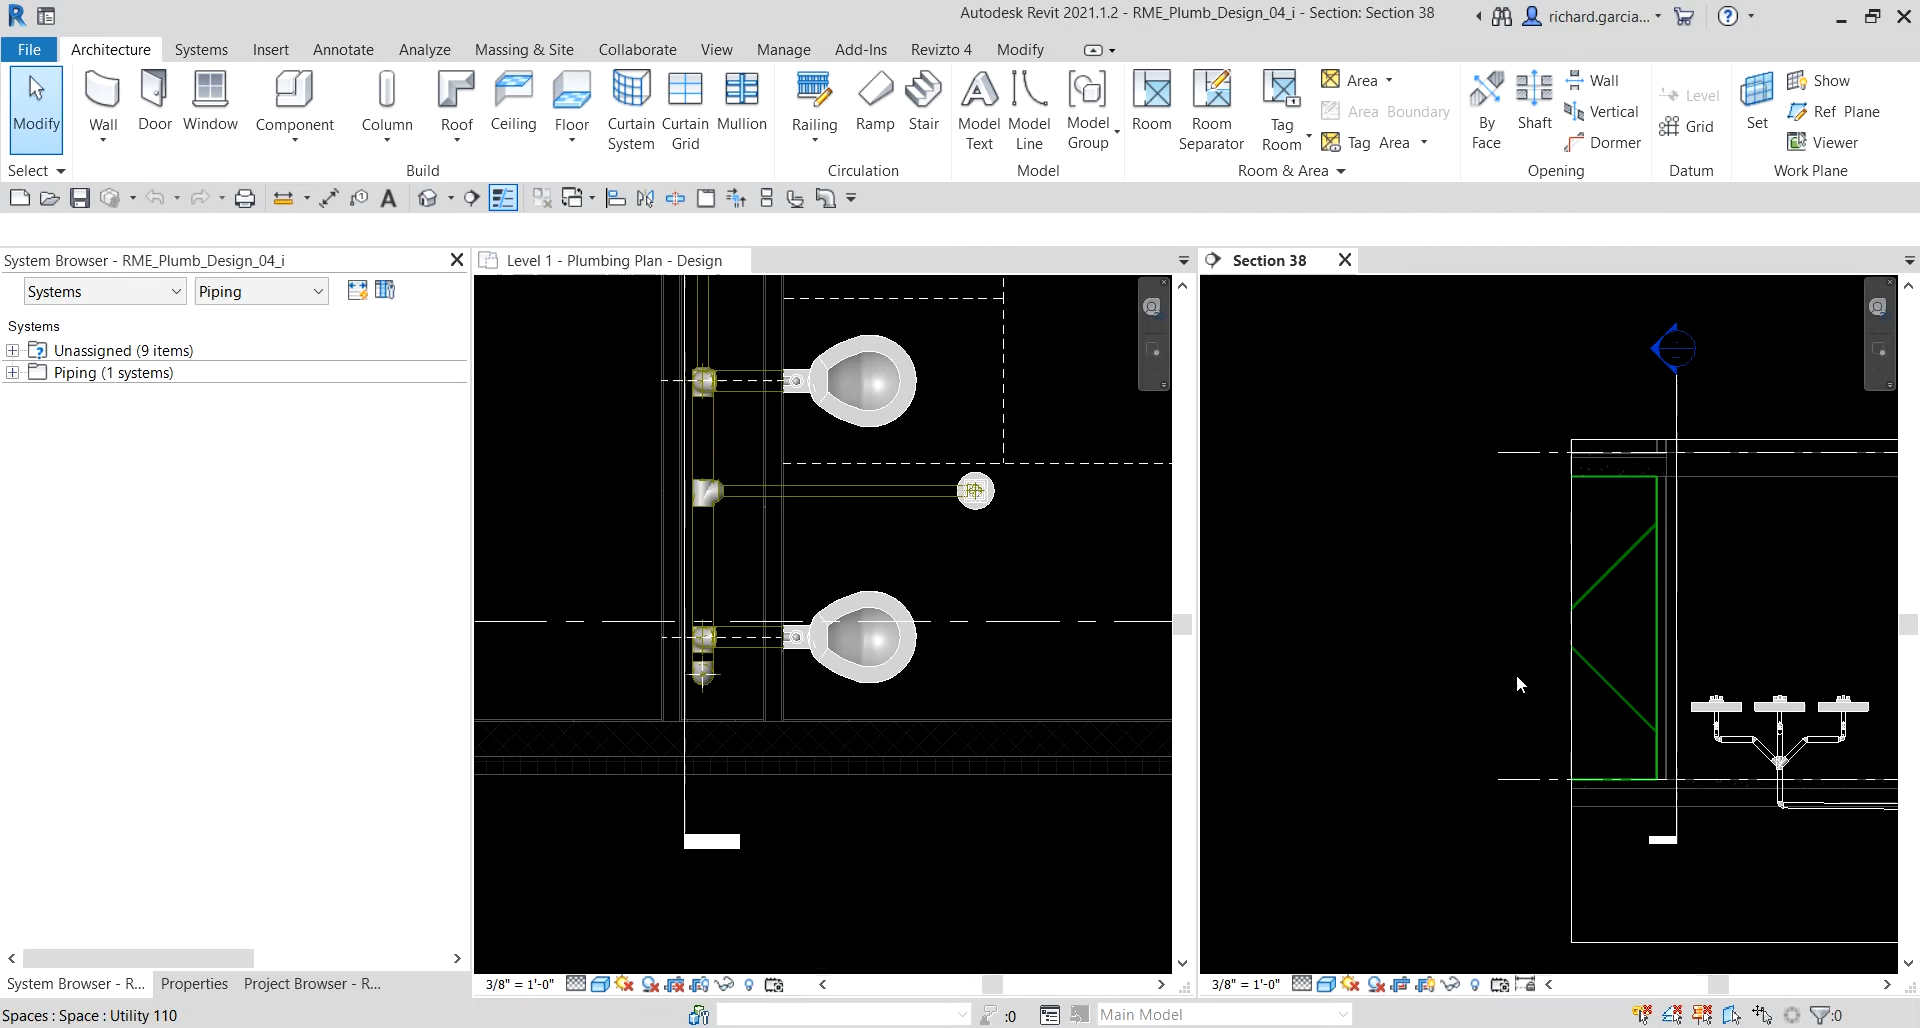 Autodesk Revit 2021.1.2 - RME_Plumb_Design_04_i - Section: Section 38
richard.garcia...
File Architecture Systems Insert Annotate Analyze Massing & Site Collaborate View Manage Add-Ins Revizto 4 Modify
Modify
Wall
Door
Window
Component
Column
Roof
Ceiling
Floor
Curtain System
Curtain Grid
Mullion
Railing
Ramp
Stair
Model Text
Model Line
Model Group
Room
Room Separator
Tag Room
Area
Area Boundary
Tag Area
By Face
Shaft
Wall
Vertical
Dormer
Level
Grid
Set
Show
Ref Plane
Viewer
Select Build Circulation Model Room & Area Opening Datum Work Plane
System Browser - RME_Plumb_Design_04_i
Systems Piping
Systems
Unassigned (9 items)
Piping (1 systems)
Level 1 - Plumbing Plan - Design
Section 38
System Browser - R... Properties Project Browser - R...
3/8" = 1'-0"
3/8" = 1'-0"
Spaces : Space : Utility 110
:0
Main Model
:0